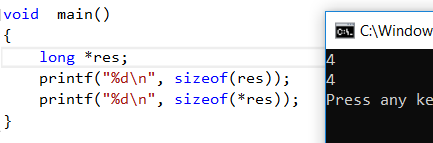 void  main()
{
    long *res;
    printf("%d\n", sizeof(res));
    printf("%d\n", sizeof(*res));
}
C:\Window
4
4
Press any ke